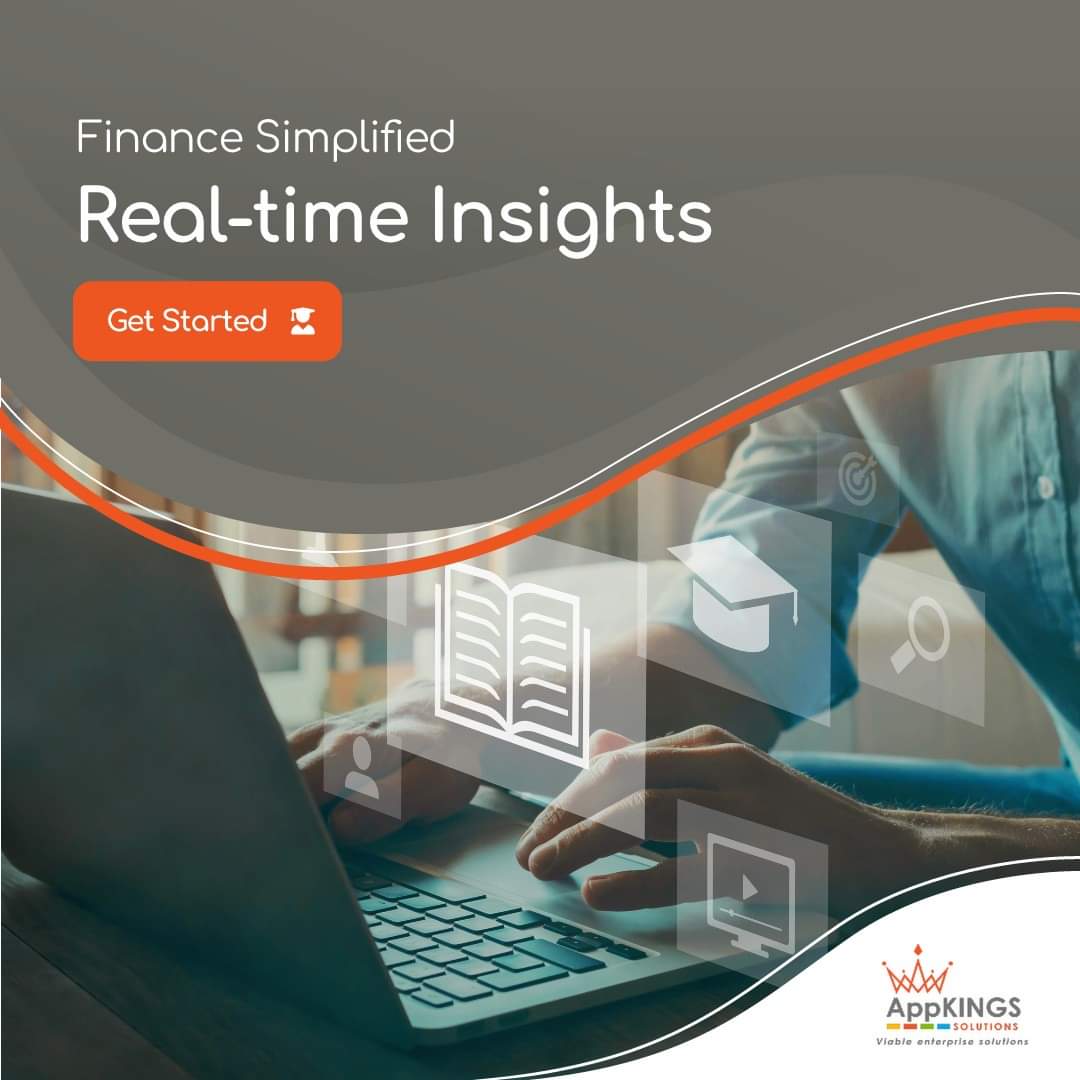 Finance Simplified
Real-time Insights
Get Started
AppKINGS
SOLUTIONS
Viable enterprise solutions